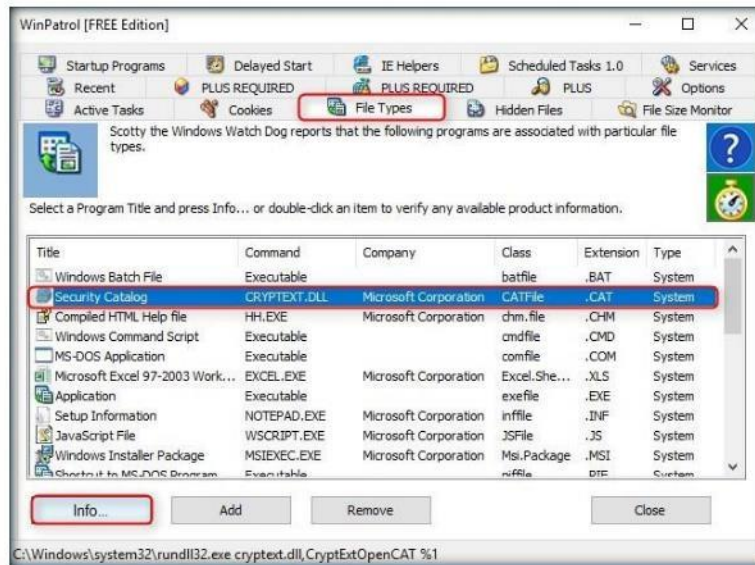 WinPatrol [FREE Edition]
Startup Programs Delayed Start IE Helpers Scheduled Tasks 1.0 Services
Recent PLUS REQUIRED PLUS REQUIRED PLUS Options
Active Tasks Cookies File Types Hidden Files File Size Monitor
Scotty the Windows Watch Dog reports that the following programs are associated with particular file
types.
Select a Program Title and press Info... or double-click an item to verify any available product information.
Title Command Company Class Extension Type
Windows Batch File Executable batfile .BAT System
Security Catalog CRYPTEXT.DLL Microsoft Corporation CATFile .CAT System
Compiled HTML Help file HH.EXE Microsoft Corporation chm.file .CHM System
Windows Command Script Executable cmdfile .CMD System
MS-DOS Application Executable comfile .COM System
Microsoft Excel 97-2003 Work... EXCEL.EXE Microsoft Corporation Excel.She... .XLS System
Application Executable exefile .EXE System
Setup Information NOTEPAD.EXE Microsoft Corporation inffile .INF System
JavaScript File WSCRIPT.EXE Microsoft Corporation JSFile .JS System
Windows Installer Package MSIEXEC.EXE Microsoft Corporation Msi.Package .MSI System
Shortcut to MS-DOS Program Executable piffile .PIF System
Info... Add Remove Close
C:\Windows\system32\rundll32.exe cryptext.dll,CryptExtOpenCAT %1